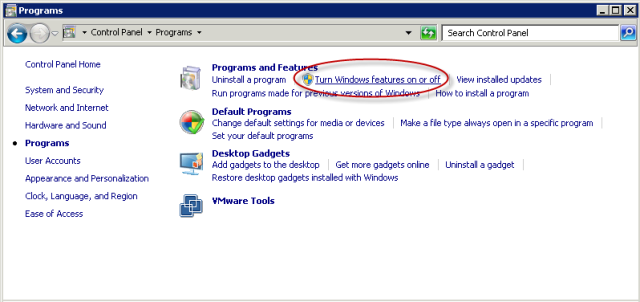 Programs
Control Panel Programs Search Control Panel
Control Panel Home
System and Security
Network and Internet
Hardware and Sound
Programs
User Accounts
Appearance and Personalization
Clock, Language, and Region
Ease of Access
Programs and Features
Uninstall a program Turn Windows features on or off View installed updates
Run programs made for previous versions of Windows How to install a program
Default Programs
Change default settings for media or devices Make a file type always open in a specific program
Set your default programs
Desktop Gadgets
Add gadgets to the desktop Get more gadgets online Uninstall a gadget
Restore desktop gadgets installed with Windows
VMware Tools